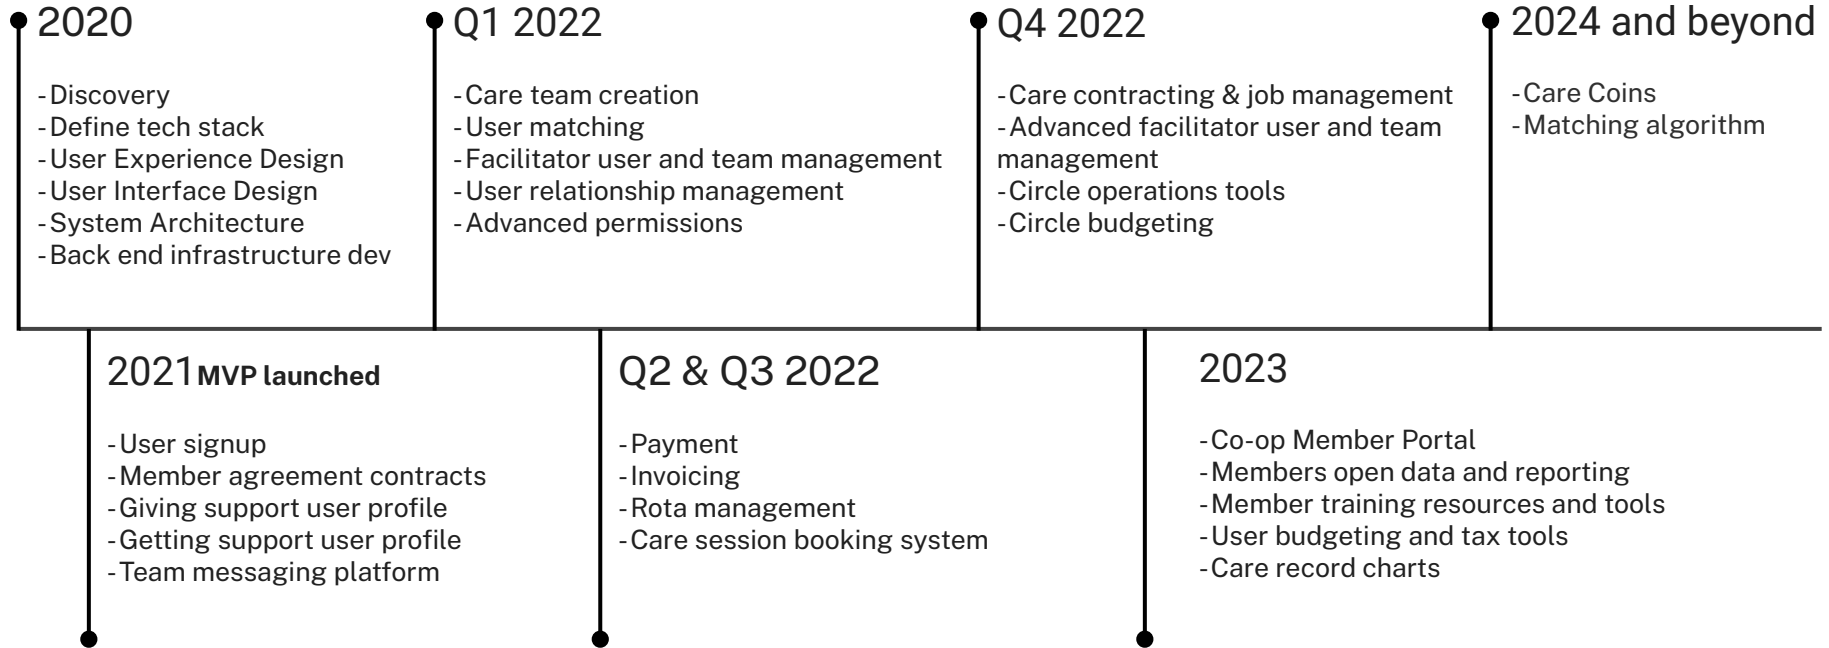 2020
-Discovery
-Define tech stack
-User Experience Design
-User Interface Design
-System Architecture
-Back end infrastructure dev
2021 MVP launched
-User signup
-Member agreement contracts
-Giving support user profile
-Getting support user profile
-Team messaging platform
Q1 2022
-Care team creation
-User matching
-Facilitator user and team management
-User relationship management
-Advanced permissions
Q2 & Q3 2022
-Payment
-Invoicing
-Rota management
-Care session booking system
Q4 2022
-Care contracting & job management
-Advanced facilitator user and team
management
-Circle operations tools
-Circle budgeting
2023
-Co-op Member Portal
-Members open data and reporting
-Member training resources and tools
-User budgeting and tax tools
-Care record charts
2024 and beyond
-Care Coins
-Matching algorithm